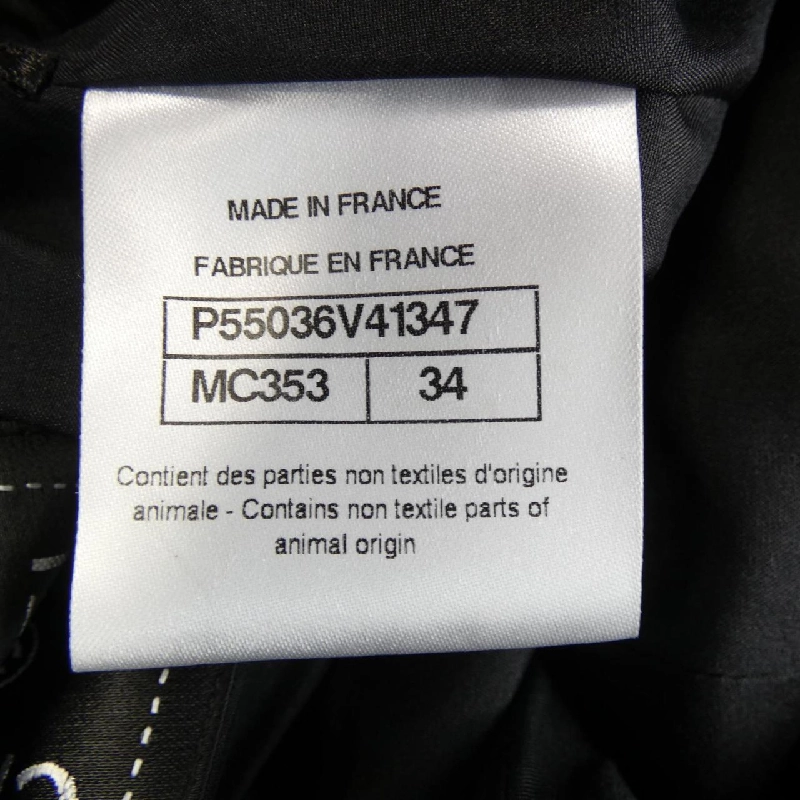 MADE IN FRANCE
FABRIQUE EN FRANCE
P55036V41347
MC353 34
Contient des parties non textiles d'origine
animale - Contains non textile parts of
animal origin